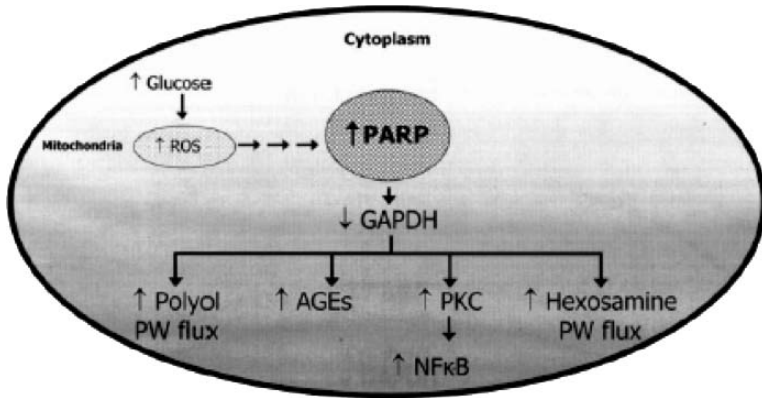 Cytoplasm
↑ Glucose
Mitochondria
↑ ROS
↑PARP
↓ GAPDH
↑ Polyol
PW flux
↑ AGEs
↑ PKC
↑ Hexosamine
PW flux
↑ NFκB